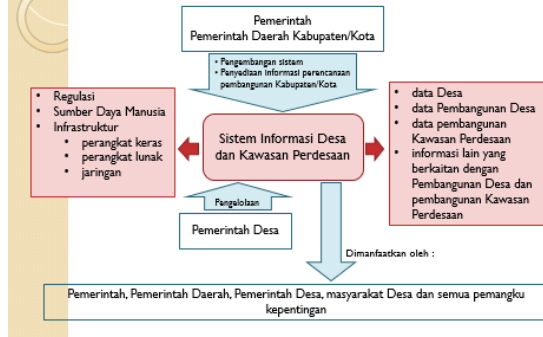 Pemerintah
Pemerintah Daerah Kabupaten/Kota
• Pengembangan sistem
• Penyediaan informasi perencanaan
pembangunan Kabupaten/Kota
• Regulasi
• Sumber Daya Manusia
• Infrastruktur
• perangkat keras
• perangkat lunak
• jaringan
Sistem Informasi Desa
dan Kawasan Perdesaan
• data Desa
• data Pembangunan Desa
• data pembangunan
Kawasan Perdesaan
• informasi lain yang
berkaitan dengan
Pembangunan Desa dan
pembangunan Kawasan
Perdesaan
Pengelolaan
Pemerintah Desa
Dimanfaatkan oleh :
Pemerintah, Pemerintah Daerah, Pemerintah Desa, masyarakat Desa dan semua pemangku
kepentingan